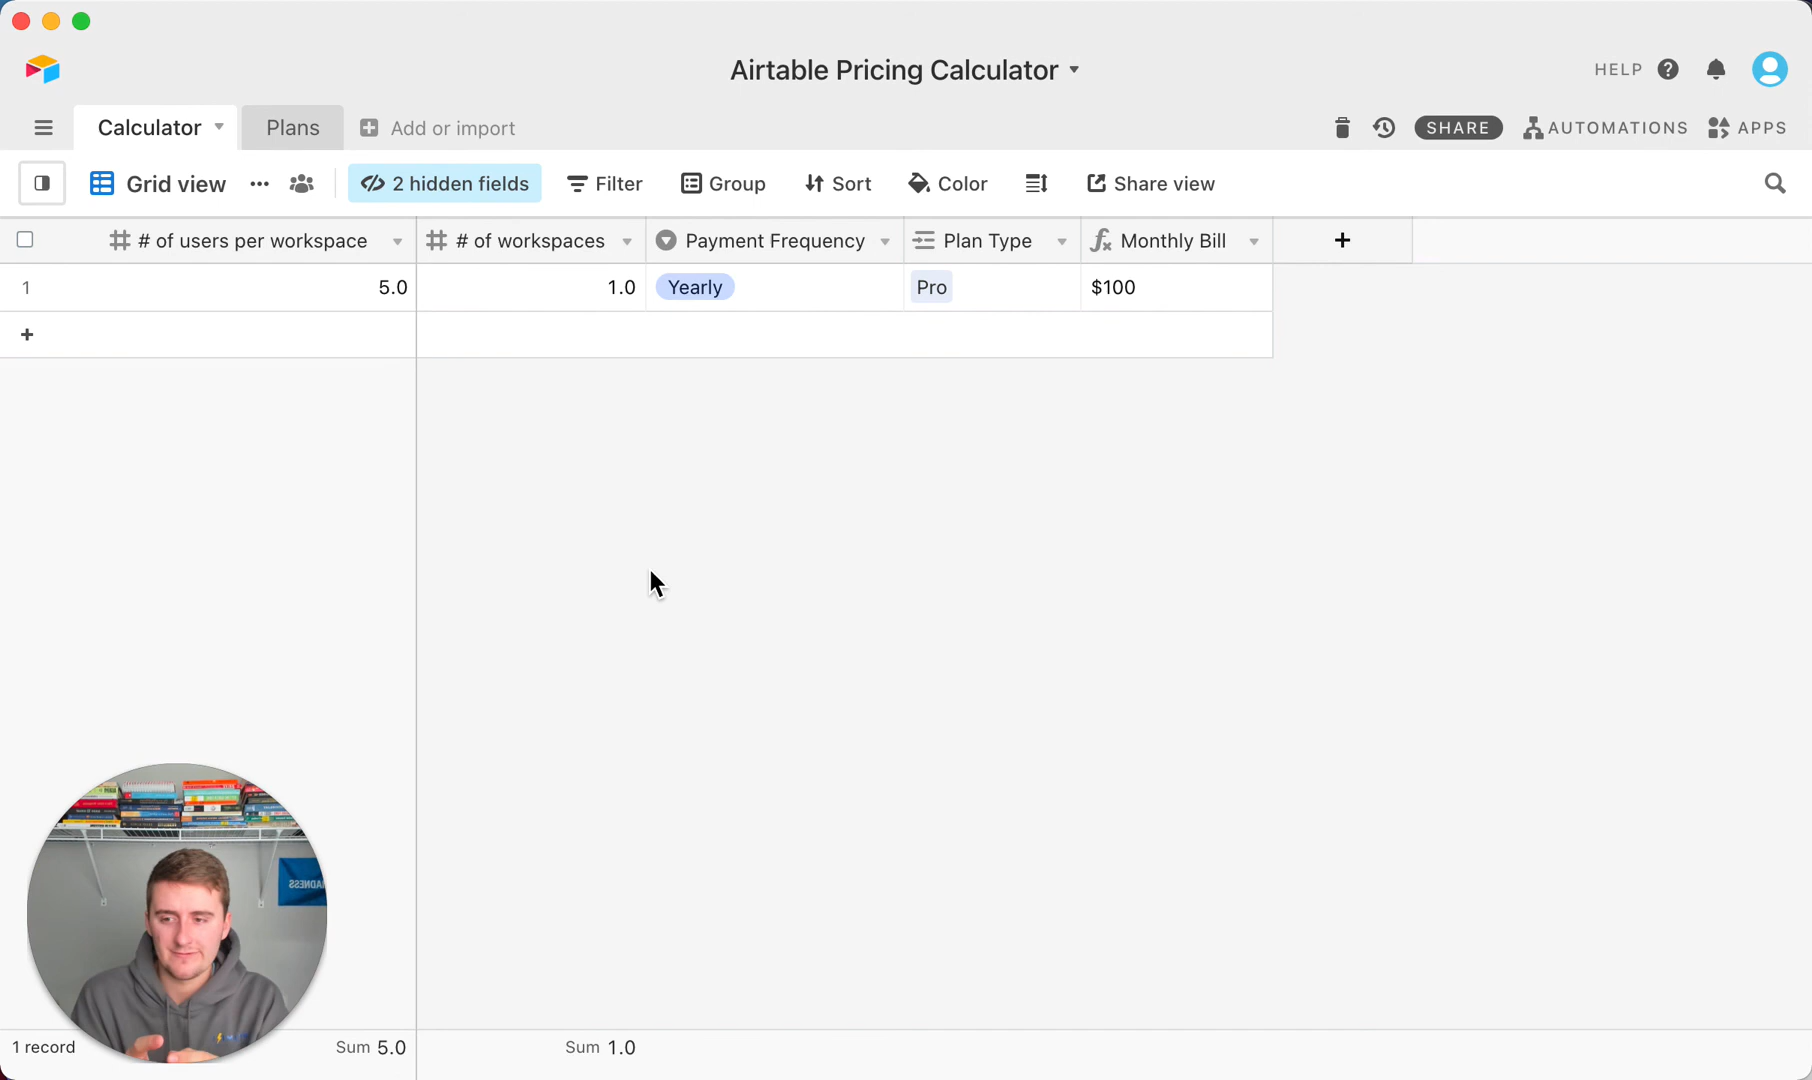 Airtable Pricing Calculator
HELP
Calculator
Plans
Add or import
SHARE
AUTOMATIONS
APPS
Grid view
2 hidden fields
Filter
Group
Sort
Color
Share view
# of users per workspace
# of workspaces
Payment Frequency
Plan Type
Monthly Bill
1
5.0
1.0
Yearly
Pro
$100
1 record
Sum 5.0
Sum 1.0